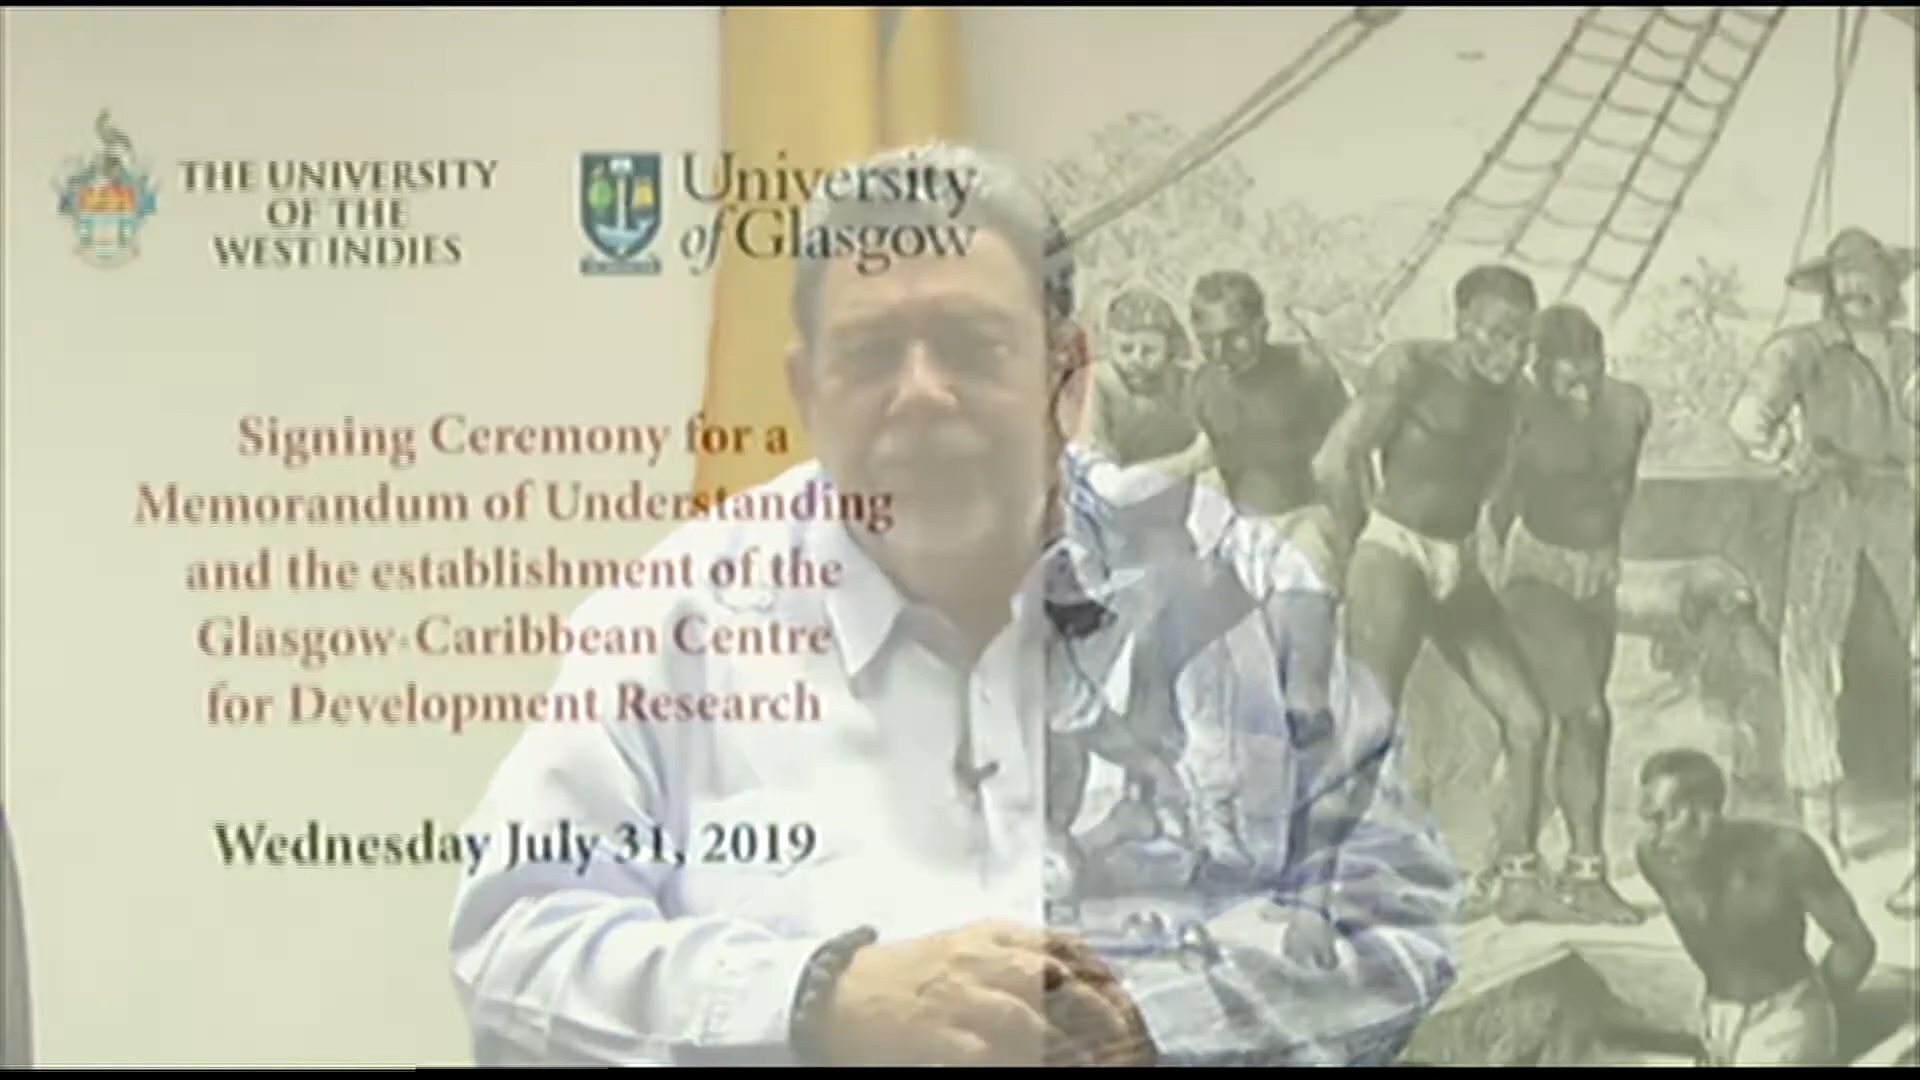 THE UNIVERSITY
OF THE
WEST INDIES
University
of Glasgow
Signing Ceremony for a
Memorandum of Understanding
and the establishment of the
Glasgow-Caribbean Centre
for Development Research
Wednesday July 31, 2019